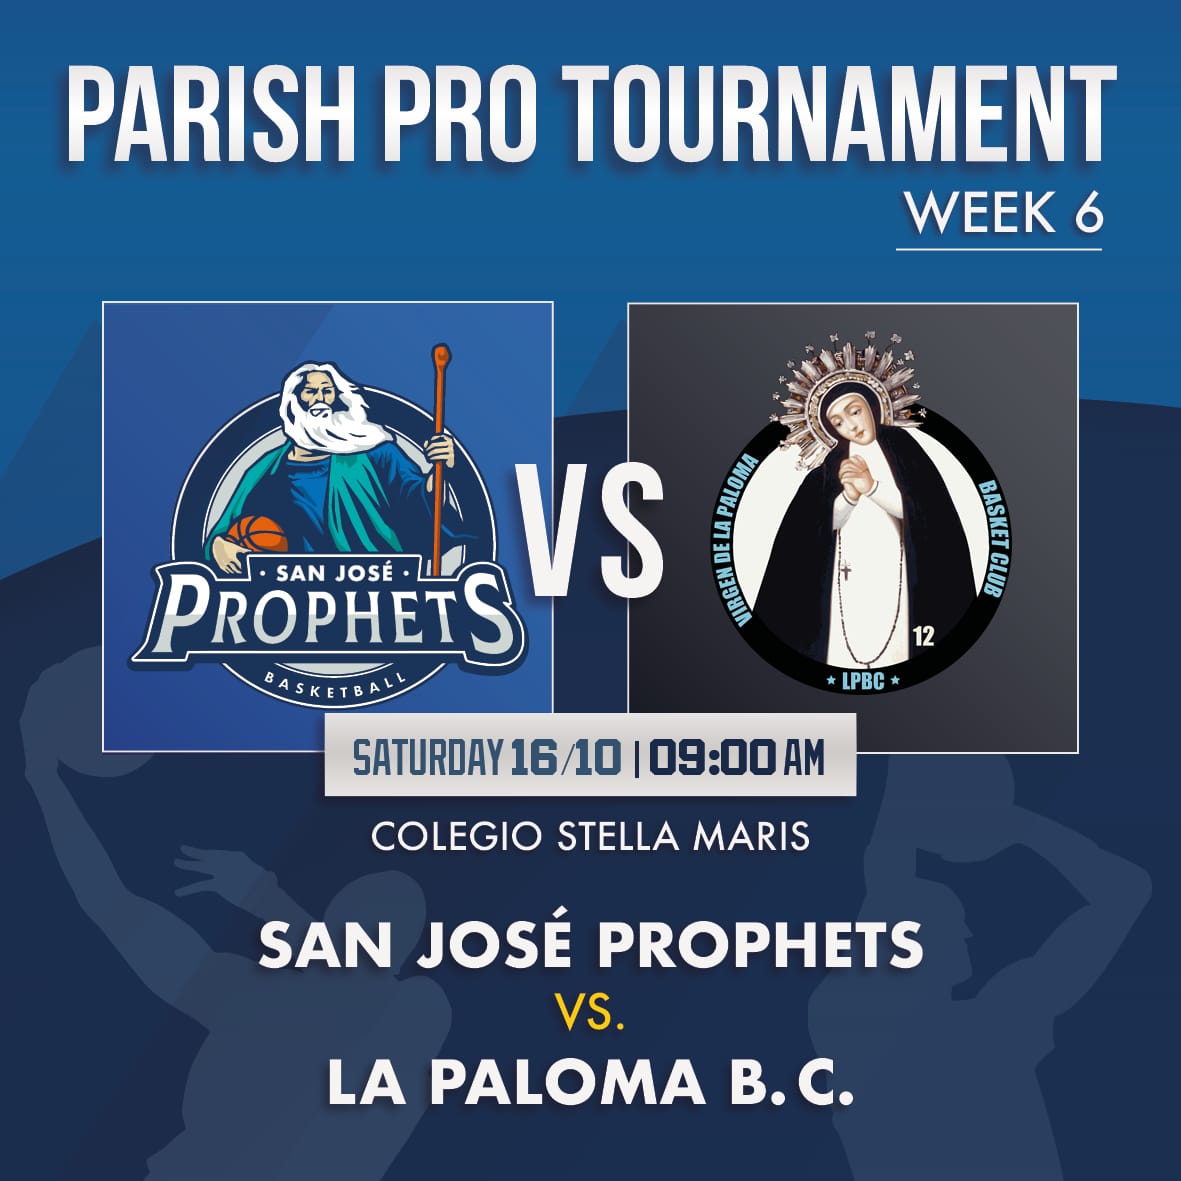 PARISH PRO TOURNAMENT
WEEK 6
· SAN JOSÉ ·
PROPHETS
BASKETBALL
VS
VIRGEN DE LA PALOMA
BASKET CLUB
12
★ LPBC ★
SATURDAY 16/10 | 09:00 AM
COLEGIO STELLA MARIS
SAN JOSÉ PROPHETS
VS.
LA PALOMA B. C.